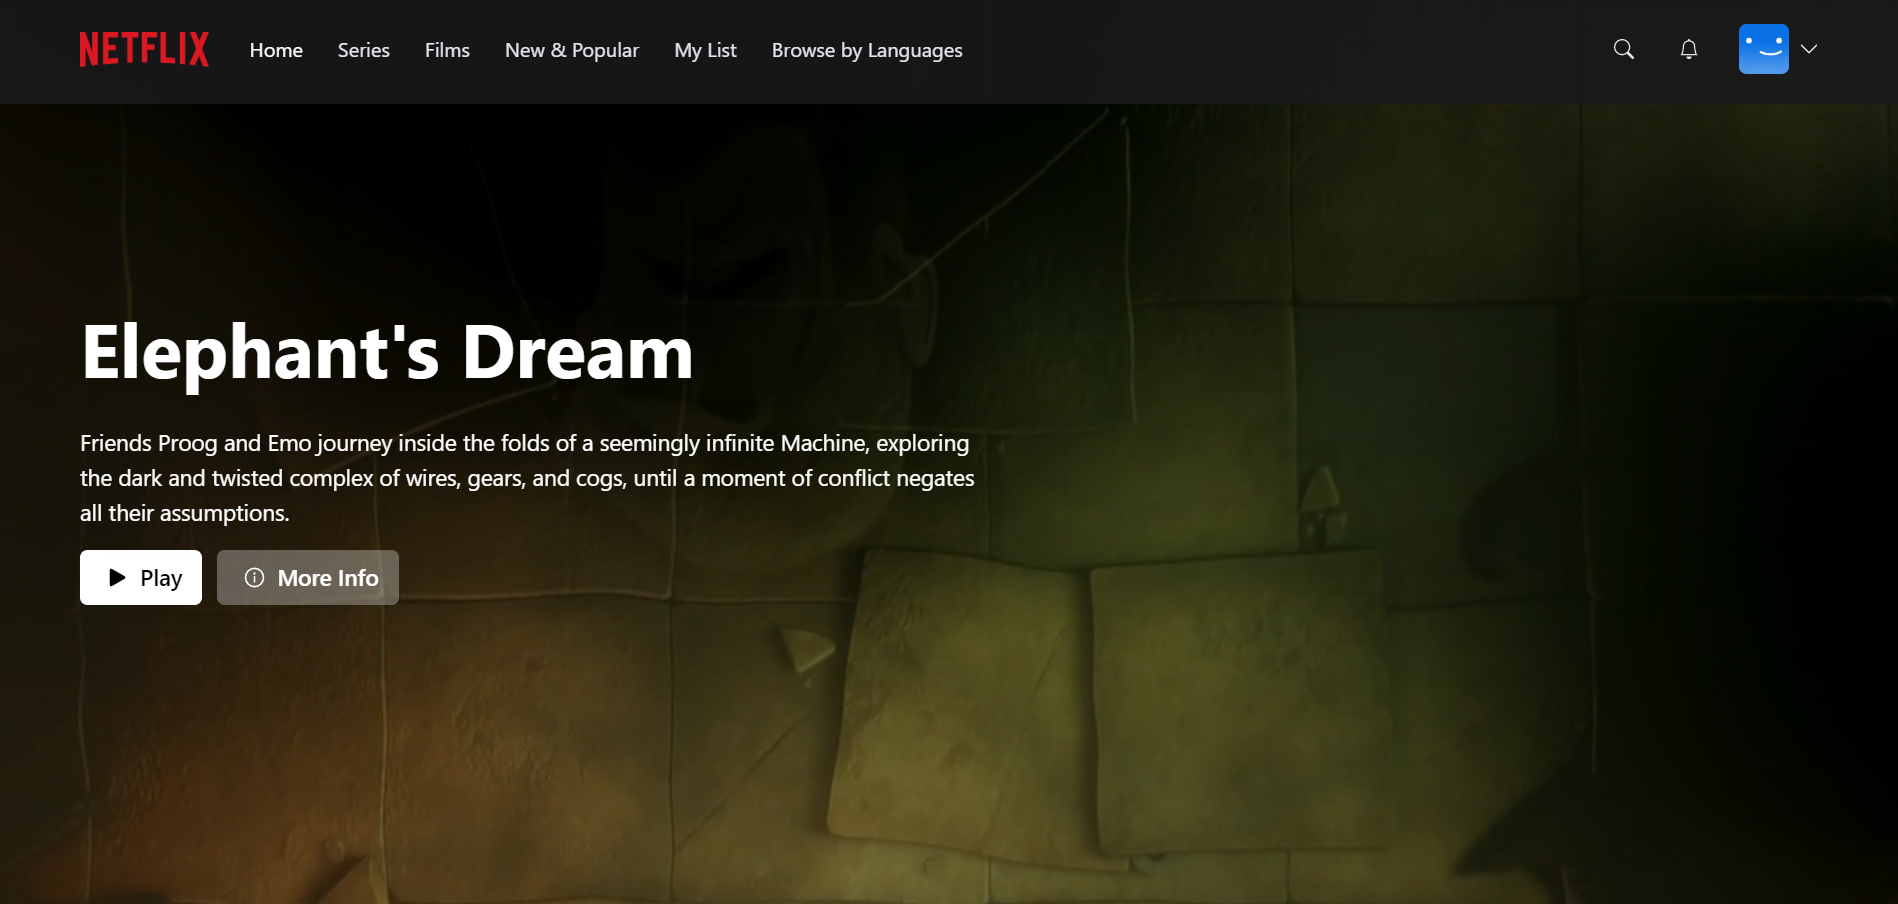 NETFLIX Home Series Films New & Popular My List Browse by Languages
Elephant's Dream
Friends Proog and Emo journey inside the folds of a seemingly infinite Machine, exploring
the dark and twisted complex of wires, gears, and cogs, until a moment of conflict negates
all their assumptions.
Play More Info